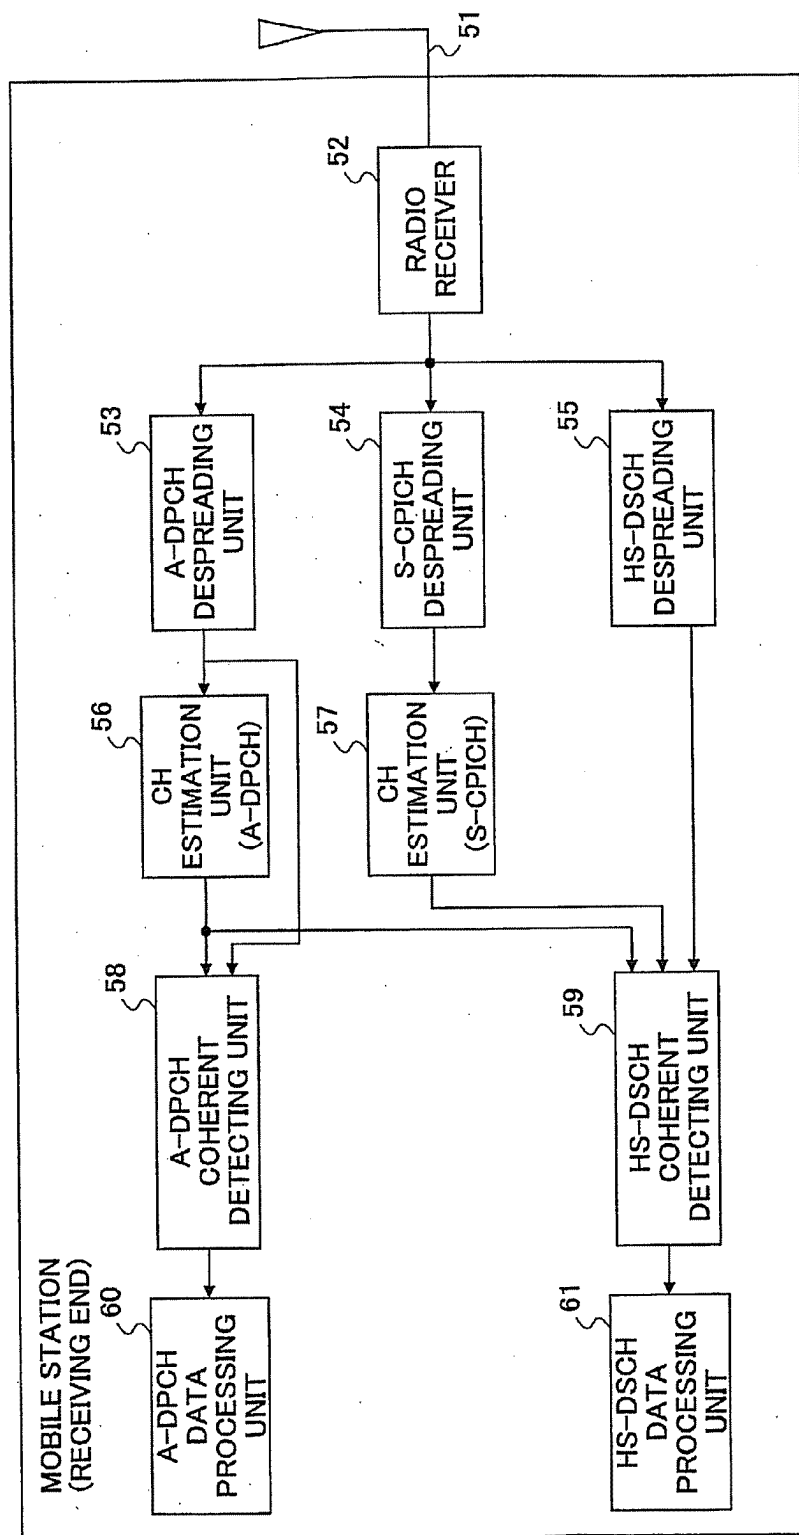 MOBILE STATION
(RECEIVING END)
51
52
RADIO
RECEIVER
53
A-DPCH
DESPREADING
UNIT
54
S-CPICH
DESPREADING
UNIT
55
HS-DSCH
DESPREADING
UNIT
56
CH
ESTIMATION
UNIT
(A-DPCH)
57
CH
ESTIMATION
UNIT
(S-CPICH)
58
A-DPCH
COHERENT
DETECTING UNIT
59
HS-DSCH
COHERENT
DETECTING UNIT
60
A-DPCH
DATA
PROCESSING
UNIT
61
HS-DSCH
DATA
PROCESSING
UNIT